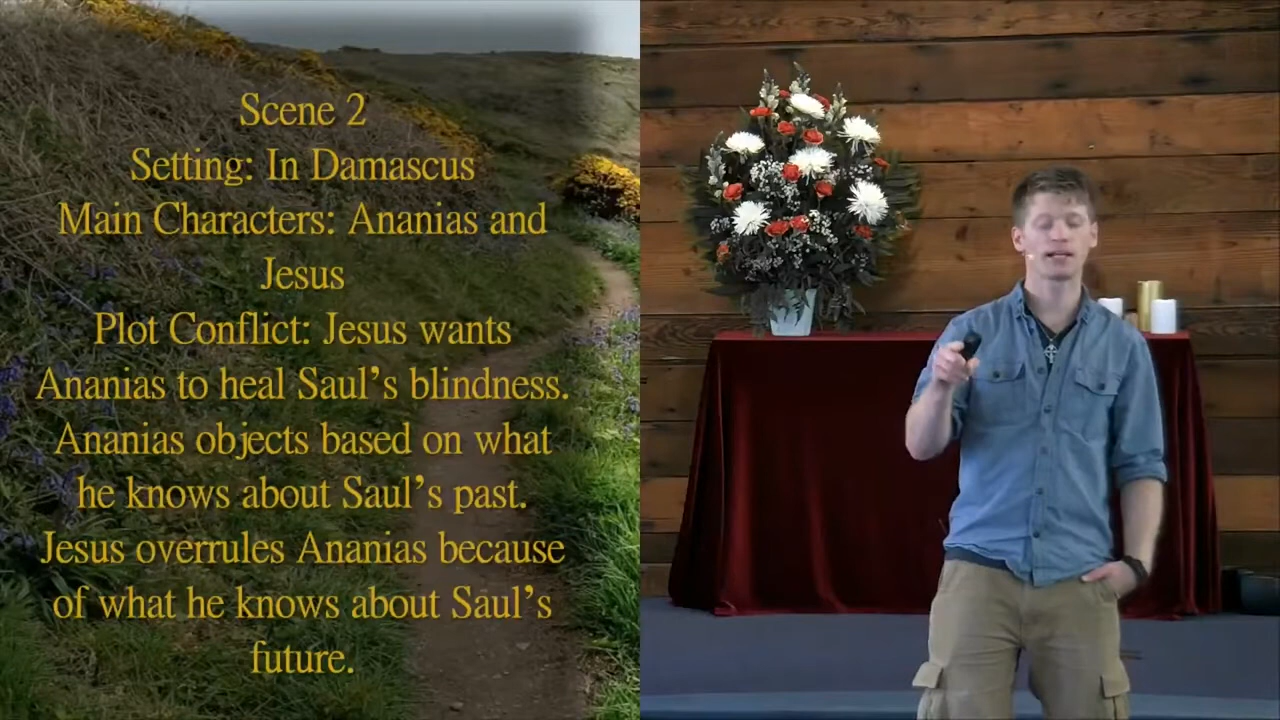 Scene 2
Setting: In Damascus
Main Characters: Ananias and
Jesus
Plot Conflict: Jesus wants
Ananias to heal Saul’s blindness.
Ananias objects based on what
he knows about Saul’s past.
Jesus overrules Ananias because
of what he knows about Saul’s
future.